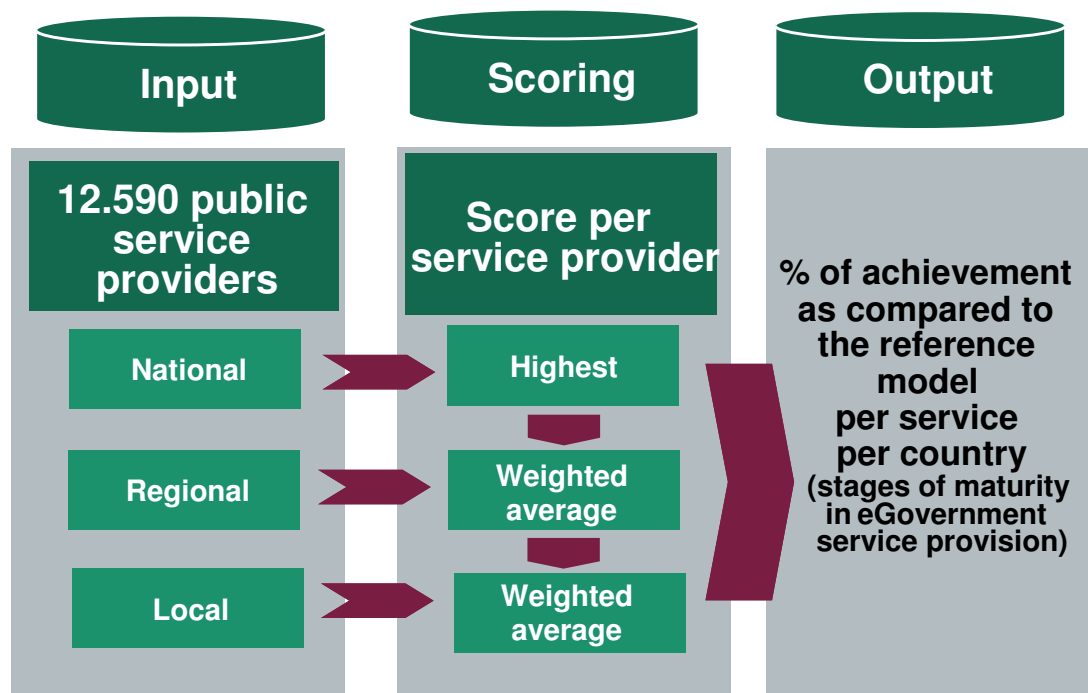 Input
Scoring
Output
12.590 public
service
providers
National
Regional
Local
Score per
service provider
Highest
Weighted
average
Weighted
average
% of achievement
as compared to
the reference
model
per service
per country
(stages of maturity
in eGovernment
service provision)